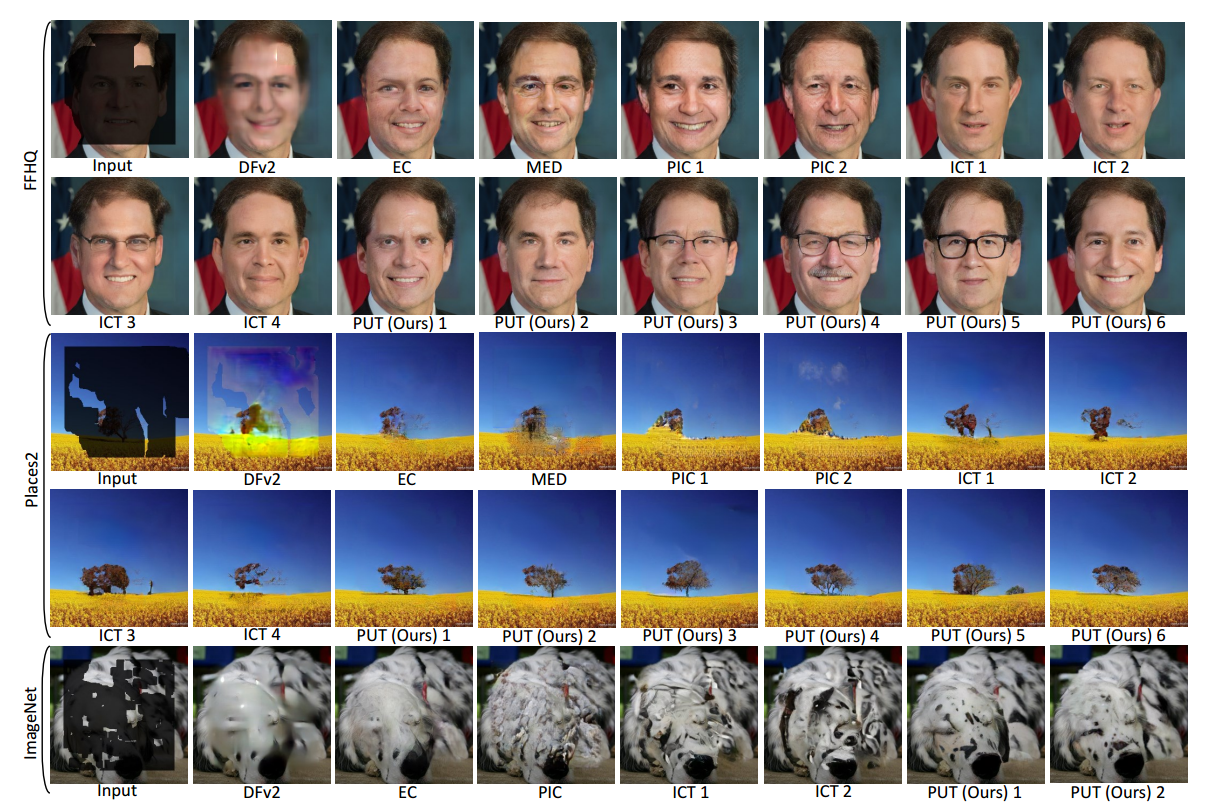 FFHQ
Input DFv2 EC MED PIC 1 PIC 2 ICT 1 ICT 2
ICT 3 ICT 4 PUT (Ours) 1 PUT (Ours) 2 PUT (Ours) 3 PUT (Ours) 4 PUT (Ours) 5 PUT (Ours) 6
Places2
Input DFv2 EC MED PIC 1 PIC 2 ICT 1 ICT 2
ICT 3 ICT 4 PUT (Ours) 1 PUT (Ours) 2 PUT (Ours) 3 PUT (Ours) 4 PUT (Ours) 5 PUT (Ours) 6
ImageNet
Input DFv2 EC PIC ICT 1 ICT 2 PUT (Ours) 1 PUT (Ours) 2